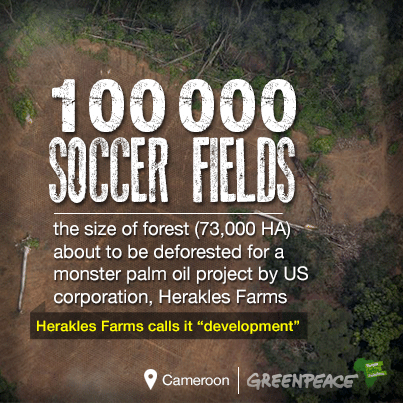 100 000
SOCCER FIELDS
the size of forest (73,000 HA)
about to be deforested for a
monster palm oil project by US
corporation, Herakles Farms
Herakles Farms calls it “development”
Cameroon
GREENPEACE